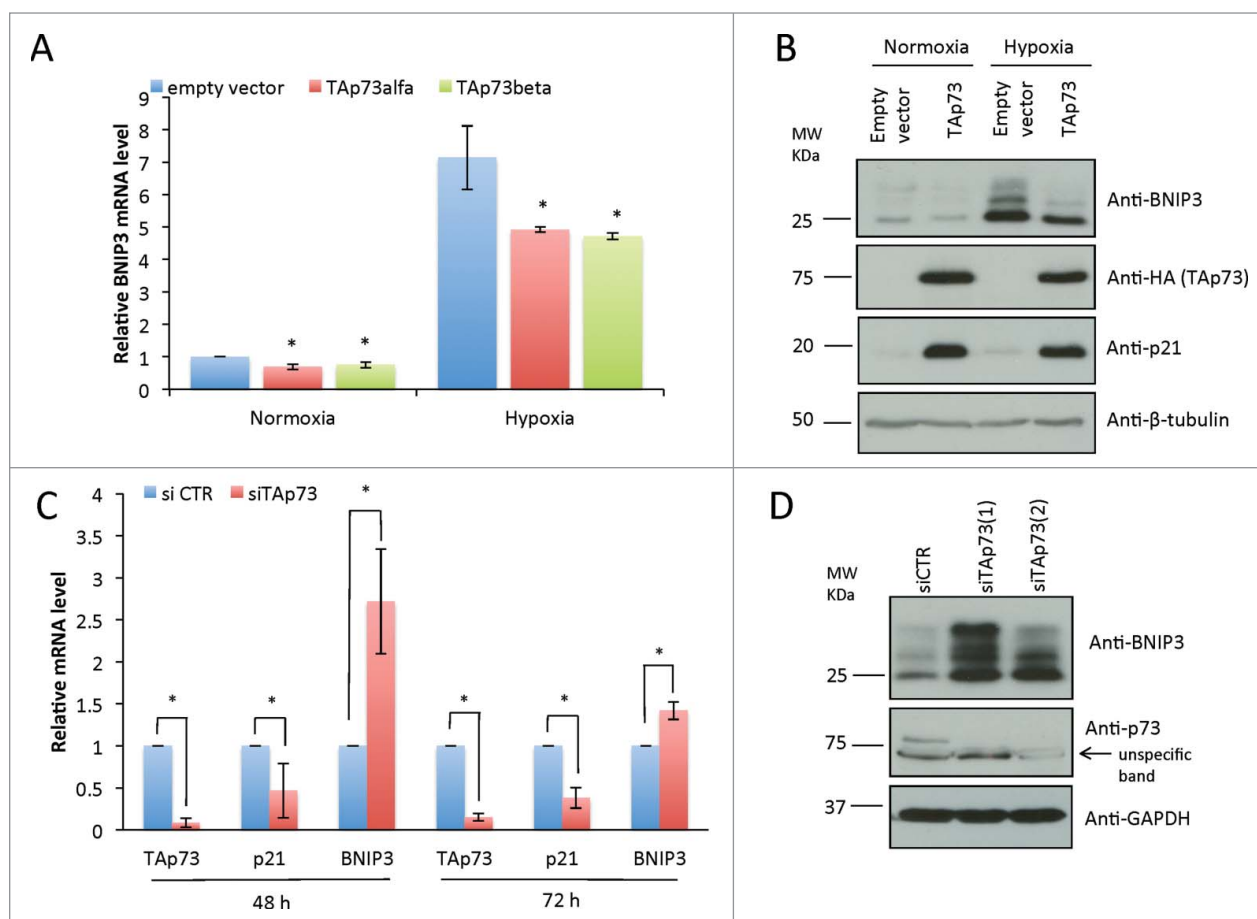 A
empty vector TAp73alfa TAp73beta
Relative BNIP3 mRNA level
9
8
7
6
5
4
3
2
1
0
* * * *
Normoxia Hypoxia
B
Normoxia Hypoxia
Empty vector TAp73 Empty vector TAp73
MW
KDa
25 Anti-BNIP3
75 Anti-HA (TAp73)
20 Anti-p21
50 Anti-β-tubulin
C
si CTR siTAp73
Relative mRNA level
4
3.5
3
2.5
2
1.5
1
0.5
0
* * * * * *
TAp73 p21 BNIP3 TAp73 p21 BNIP3
48 h 72 h
D
siCTR siTAp73(1) siTAp73(2)
MW
KDa
Anti-BNIP3
25
Anti-p73
75
unspecific
band
37
Anti-GAPDH